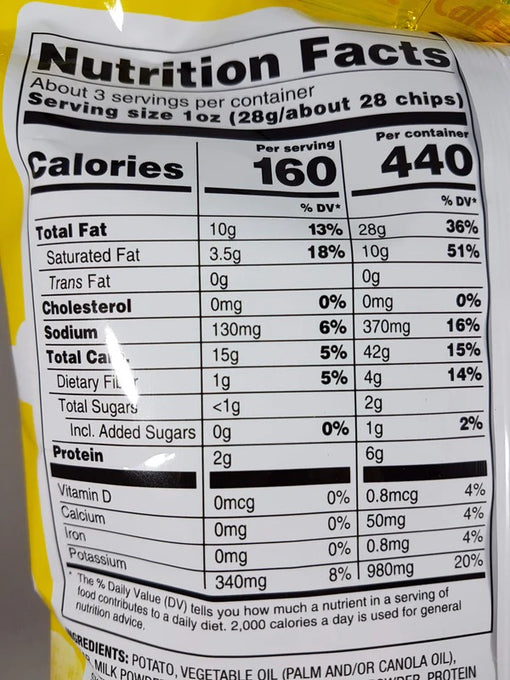 Nutrition Facts
About 3 servings per container
Serving size 1oz (28g/about 28 chips)
Calories Per serving 160 Per container 440
% DV* % DV*
Total Fat 10g 13% 28g 36%
Saturated Fat 3.5g 18% 10g 51%
Trans Fat 0g 0g
Cholesterol 0mg 0% 0mg 0%
Sodium 130mg 6% 370mg 16%
Total 15g 5% 42g 15%
Dietary Fiber 1g 5% 4g 14%
Total Sugars <1g 2g
Incl. Added Sugars 0g 0% 1g 2%
Protein 2g 6g
Vitamin D 0mcg 0% 0.8mcg 4%
Calcium 0mg 0% 50mg 4%
Iron 0mg 0% 0.8mg 4%
Potassium 340mg 8% 980mg 20%
* The % Daily Value (DV) tells you how much a nutrient in a serving of
food contributes to a daily diet. 2,000 calories a day is used for general
nutrition advice.
INGREDIENTS: POTATO, VEGETABLE OIL (PALM AND/OR CANOLA OIL),
MILK POWDER PROTEIN